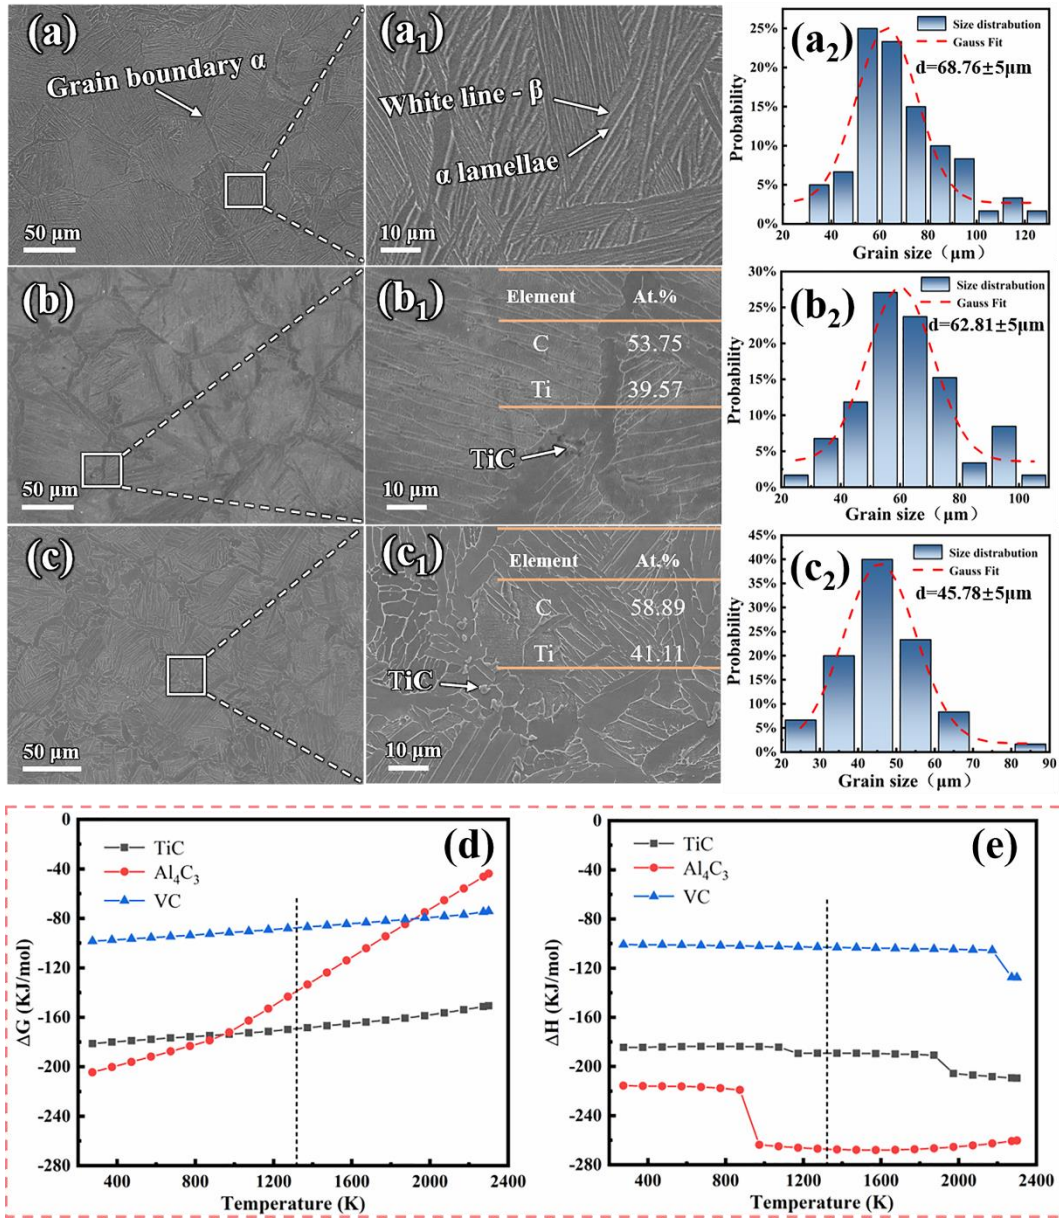 (a)
Grain boundary α
50 μm
(a1)
White line - β
α lamellae
10 μm
(a2)
Size distrabution
Gauss Fit
d=68.76±5μm
Probability
25%
20%
15%
10%
5%
0%
20 40 60 80 100 120
Grain size（μm）
(b)
50 μm
(b1)
Element At.%
C 53.75
Ti 39.57
TiC
10 μm
(b2)
Size distrabution
Gauss Fit
d=62.81±5μm
Probability
30%
25%
20%
15%
10%
5%
0%
20 40 60 80 100
Grain size（μm）
(c)
50 μm
(c1)
Element At.%
C 58.89
Ti 41.11
TiC
10 μm
(c2)
Size distrabution
Gauss Fit
d=45.78±5μm
Probability
45%
40%
35%
30%
25%
20%
15%
10%
5%
0%
20 30 40 50 60 70 80 90
Grain size（μm）
(d)
TiC
Al4C3
VC
ΔG (KJ/mol)
0
-40
-80
-120
-160
-200
-240
-280
400 800 1200 1600 2000 2400
Temperature (K)
(e)
TiC
Al4C3
VC
ΔH (KJ/mol)
0
-40
-80
-120
-160
-200
-240
-280
400 800 1200 1600 2000 2400
Temperature (K)